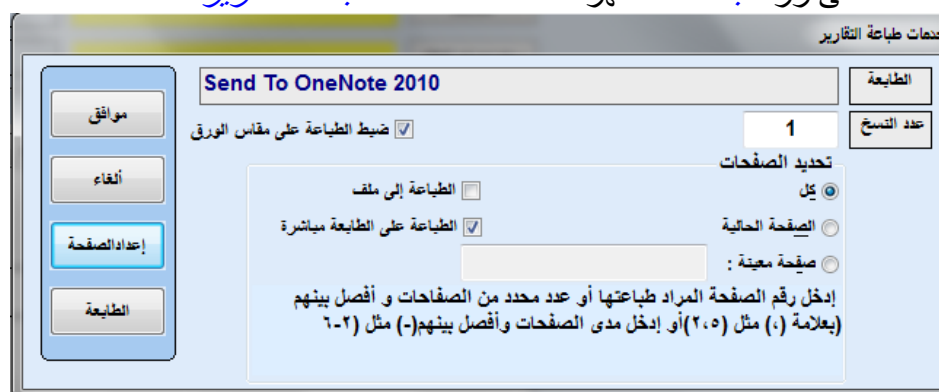 خدمات طباعة التقارير
الطابعة
Send To OneNote 2010
عدد النسخ
1
ضبط الطباعة على مقاس الورق
تحديد الصفحات
كل
الطباعة إلى ملف
الصفحة الحالية
الطباعة على الطابعة مباشرة
صفحة معينة :
إدخل رقم الصفحة المراد طباعتها أو عدد محدد من الصفاحات و أفصل بينهم
(بعلامة (،) مثل (٢،٥)أو إدخل مدى الصفحات وأفصل بينهم(-) مثل (٢-٦
موافق
ألغاء
إعدادالصفحة
الطابعة